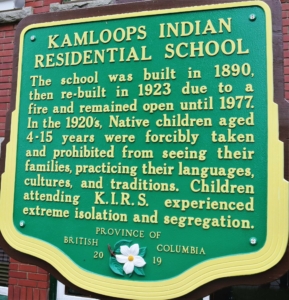 KAMLOOPS INDIAN
RESIDENTIAL SCHOOL
The school was built in 1890,
then re-built in 1923 due to a
fire and remained open until 1977.
In the 1920's, Native children aged
4-15 years were forcibly taken
and prohibited from seeing their
families, practicing their languages,
cultures, and traditions. Children
attending K.I.R.S. experienced
extreme isolation and segregation.
PROVINCE OF
BRITISH COLUMBIA
20 19